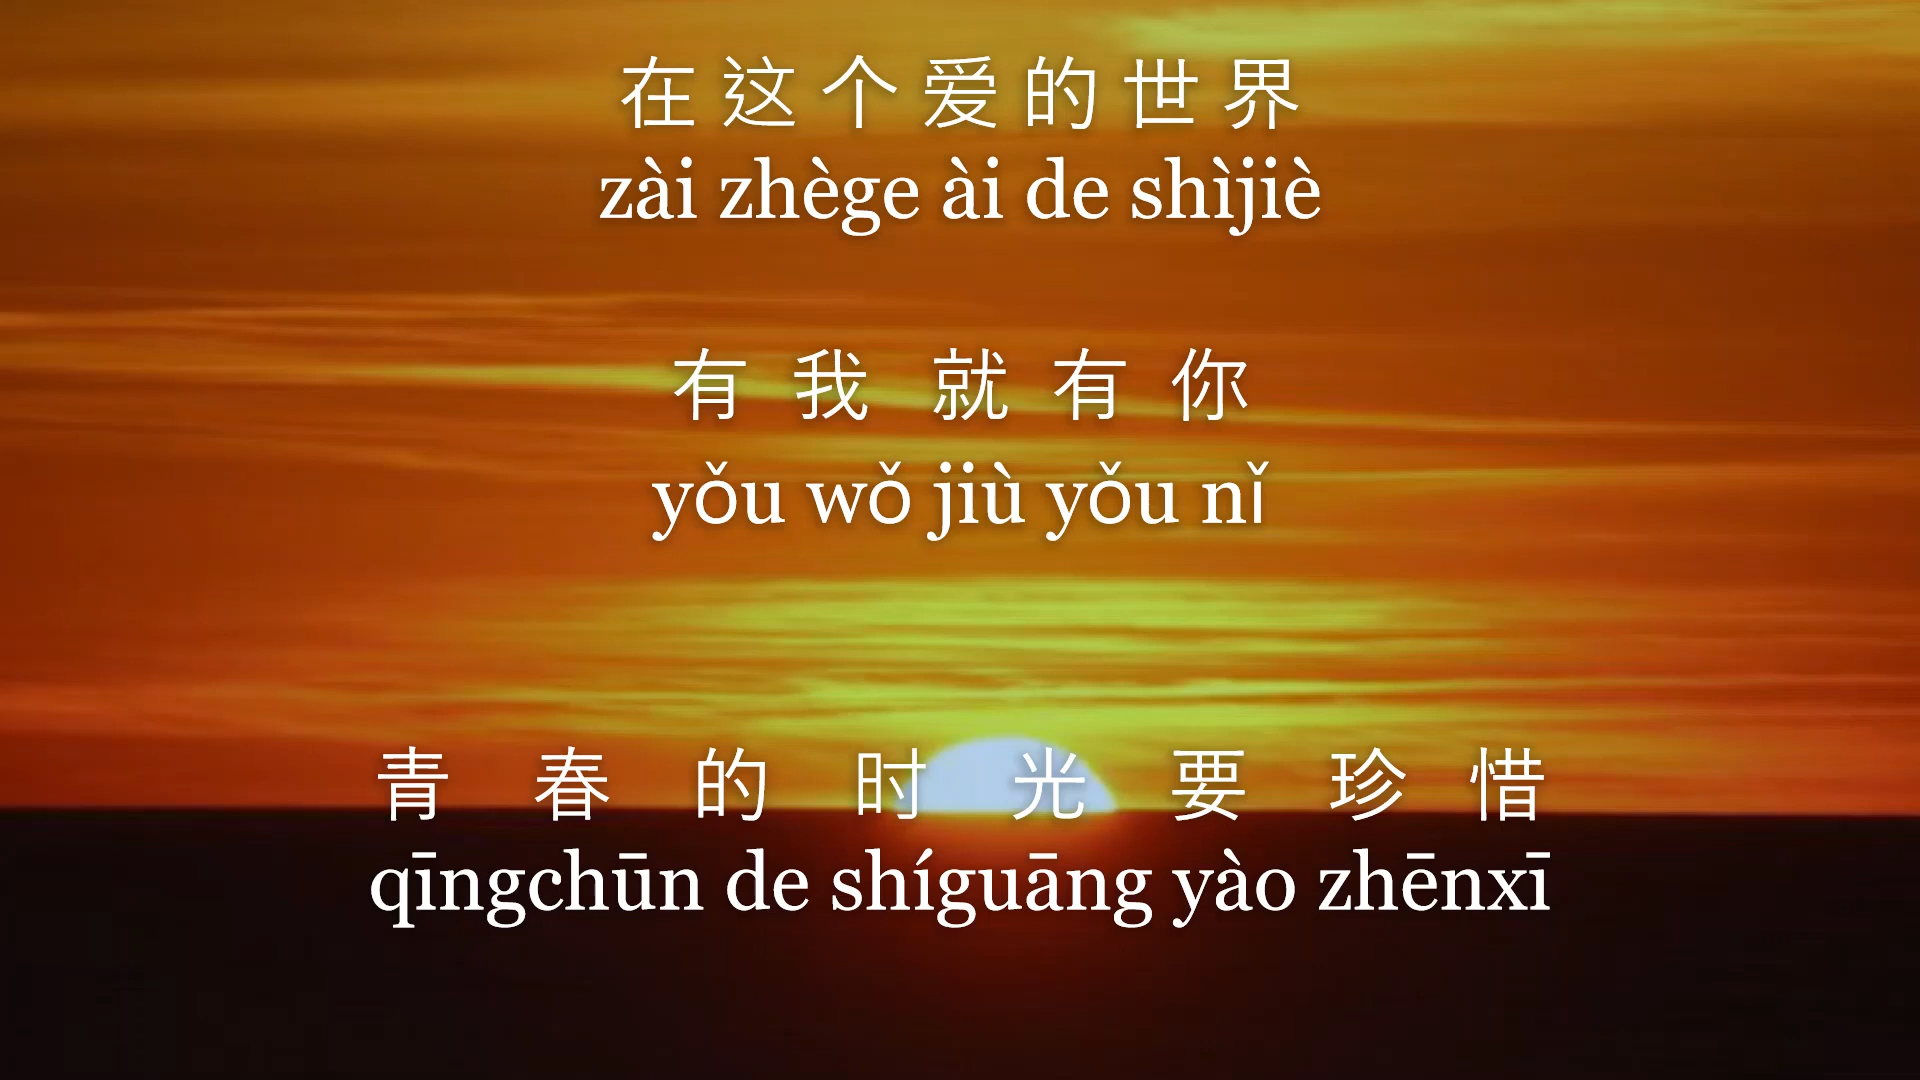 在这个爱的世界
zài zhège ài de shìjiè
有我 就有你
yǒu wǒ jiù yǒu nǐ
青春的时光要珍惜
qīngchūn de shíguāng yào zhēnxī